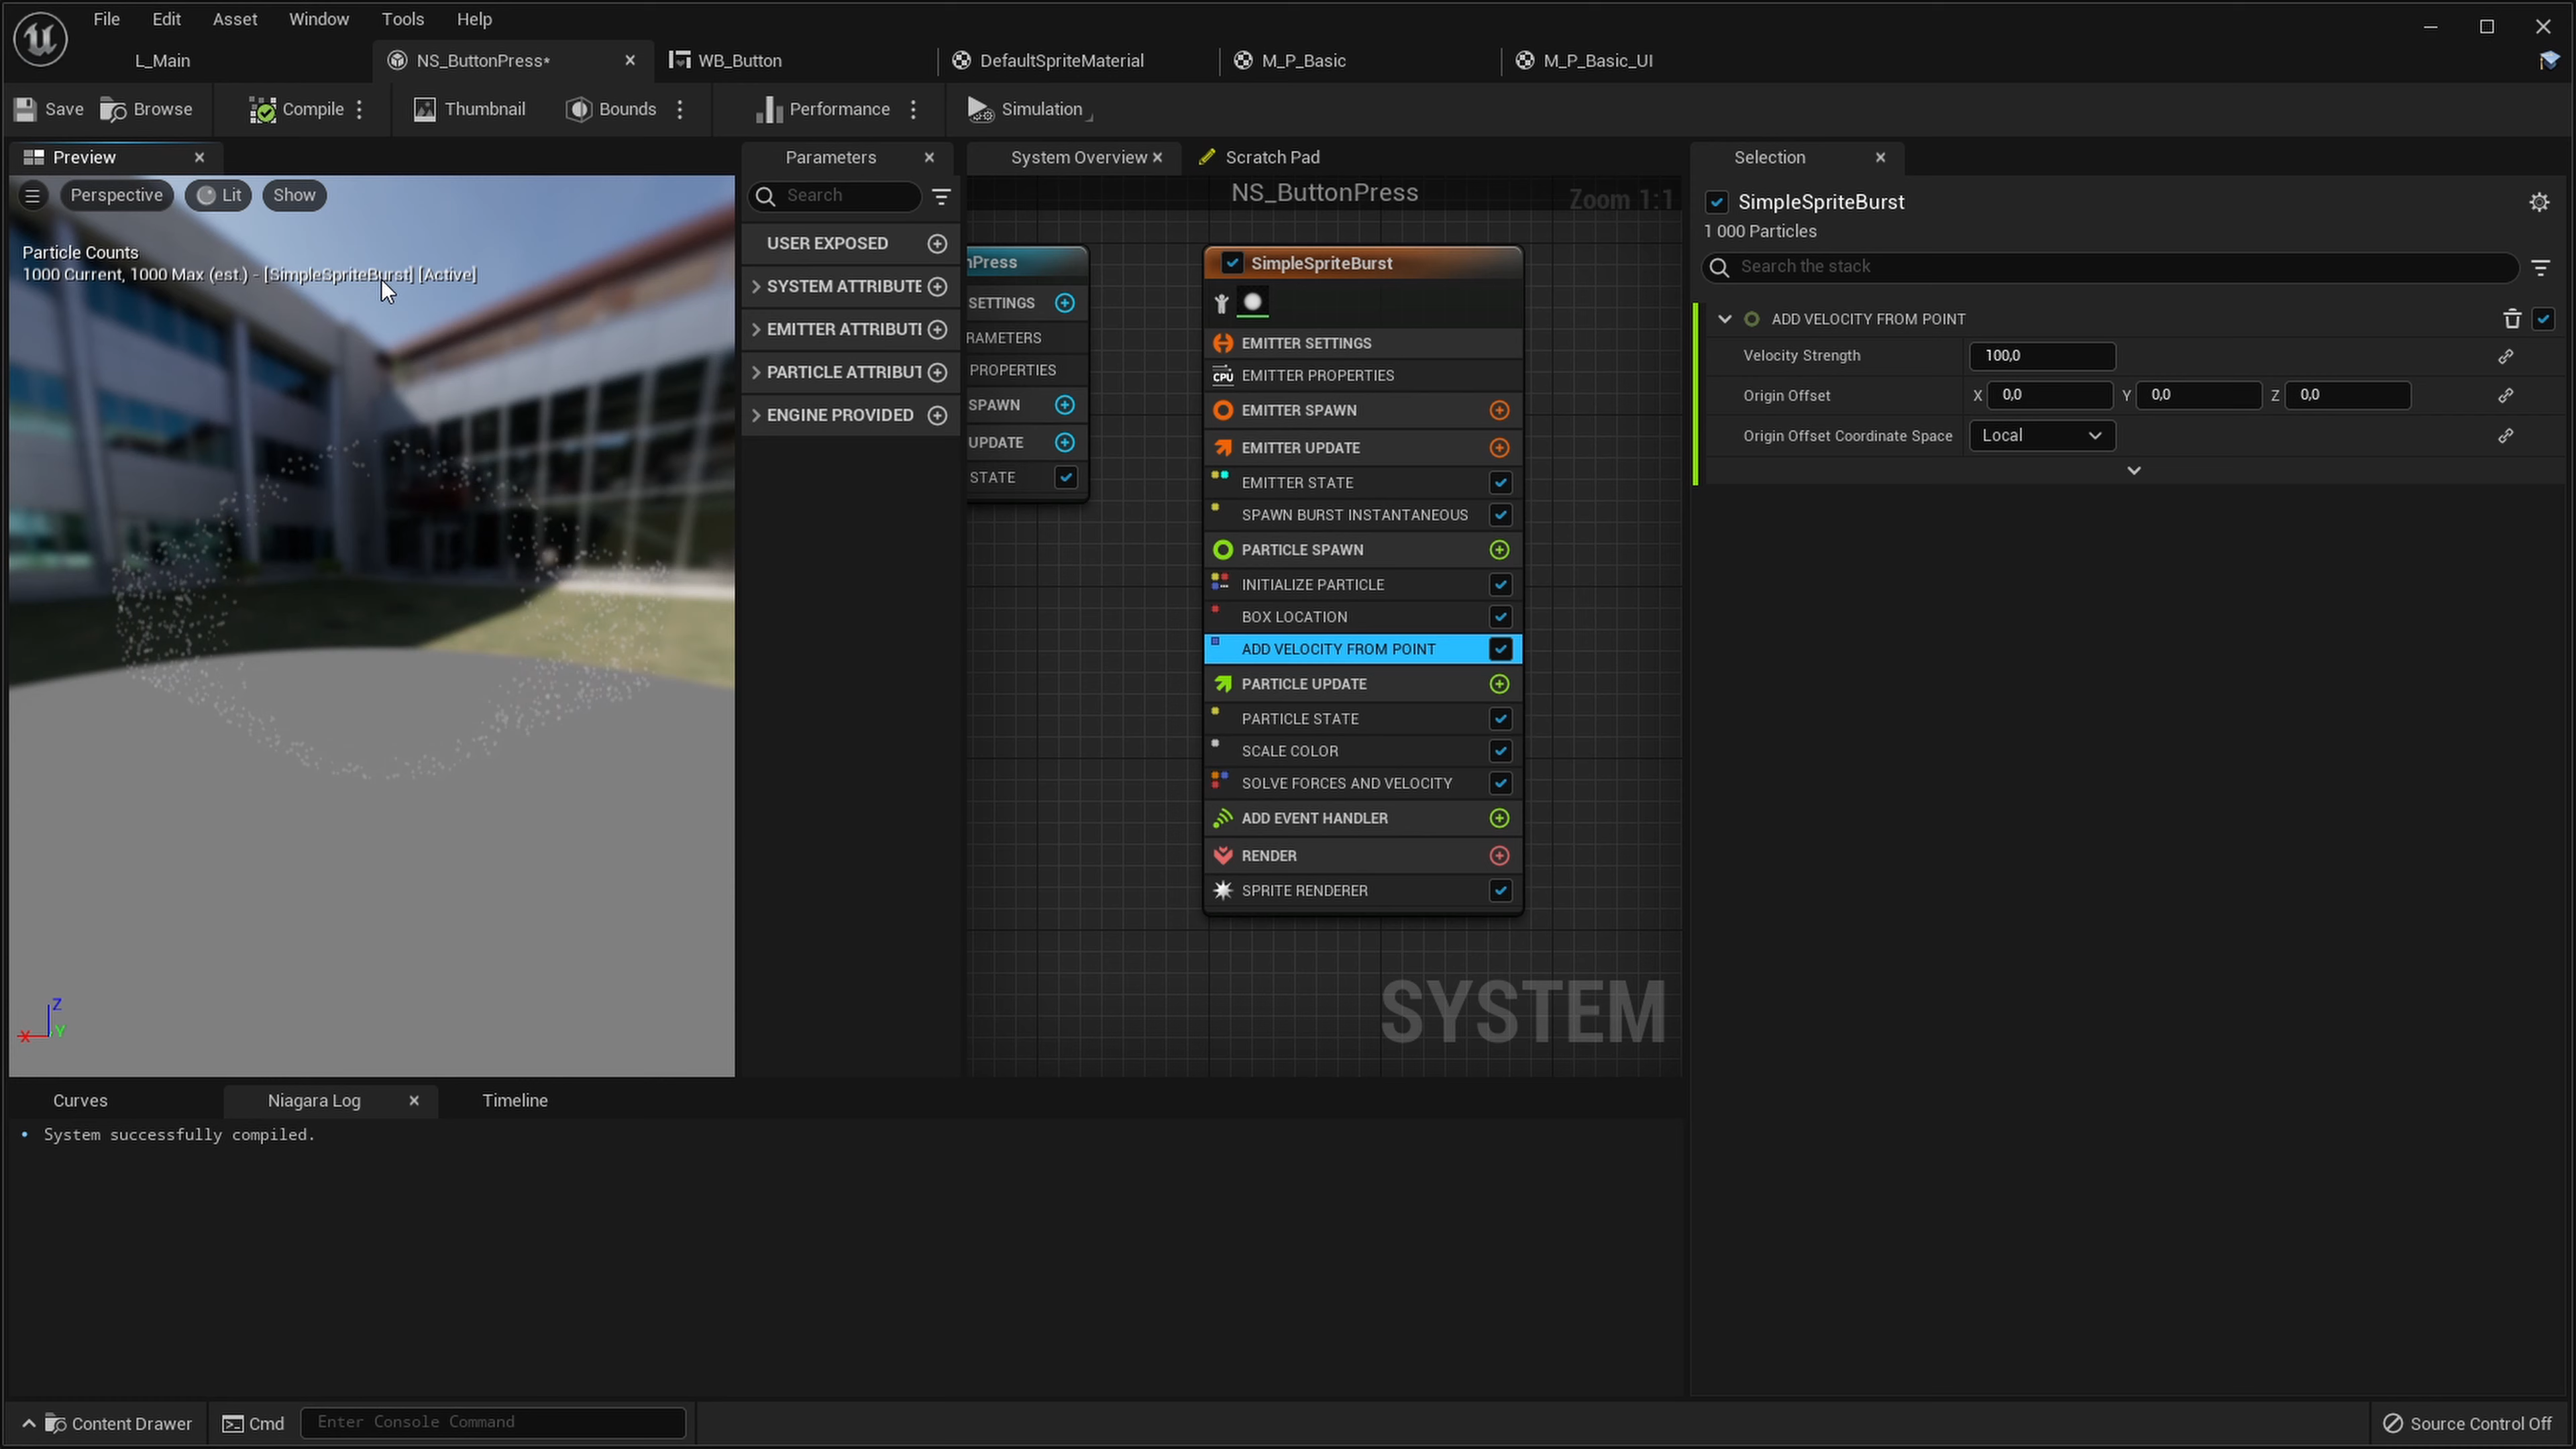 File Edit Asset Window Tools Help
L_Main NS_ButtonPress* WB_Button DefaultSpriteMaterial M_P_Basic M_P_Basic_UI
Save Browse Compile Thumbnail Bounds Performance Simulation
Preview Parameters System Overview Scratch Pad Selection
Perspective Lit Show
Search
NS_ButtonPress
Zoom 1:1
SimpleSpriteBurst
1 000 Particles
Search the stack
Particle Counts
1000 Current, 1000 Max (est.) - [SimpleSpriteBurst] [Active]
USER EXPOSED
SYSTEM ATTRIBUTE
EMITTER ATTRIBUTE
PARTICLE ATTRIBUT
ENGINE PROVIDED
nPress
SETTINGS
RAMETERS
PROPERTIES
SPAWN
UPDATE
STATE
SimpleSpriteBurst
EMITTER SETTINGS
CPU EMITTER PROPERTIES
EMITTER SPAWN
EMITTER UPDATE
EMITTER STATE
SPAWN BURST INSTANTANEOUS
PARTICLE SPAWN
INITIALIZE PARTICLE
BOX LOCATION
ADD VELOCITY FROM POINT
PARTICLE UPDATE
PARTICLE STATE
SCALE COLOR
SOLVE FORCES AND VELOCITY
ADD EVENT HANDLER
RENDER
SPRITE RENDERER
SYSTEM
ADD VELOCITY FROM POINT
Velocity Strength 100,0
Origin Offset X 0,0 Y 0,0 Z 0,0
Origin Offset Coordinate Space Local
Z
X Y
Curves Niagara Log Timeline
System successfully compiled.
Content Drawer Cmd Enter Console Command Source Control Off